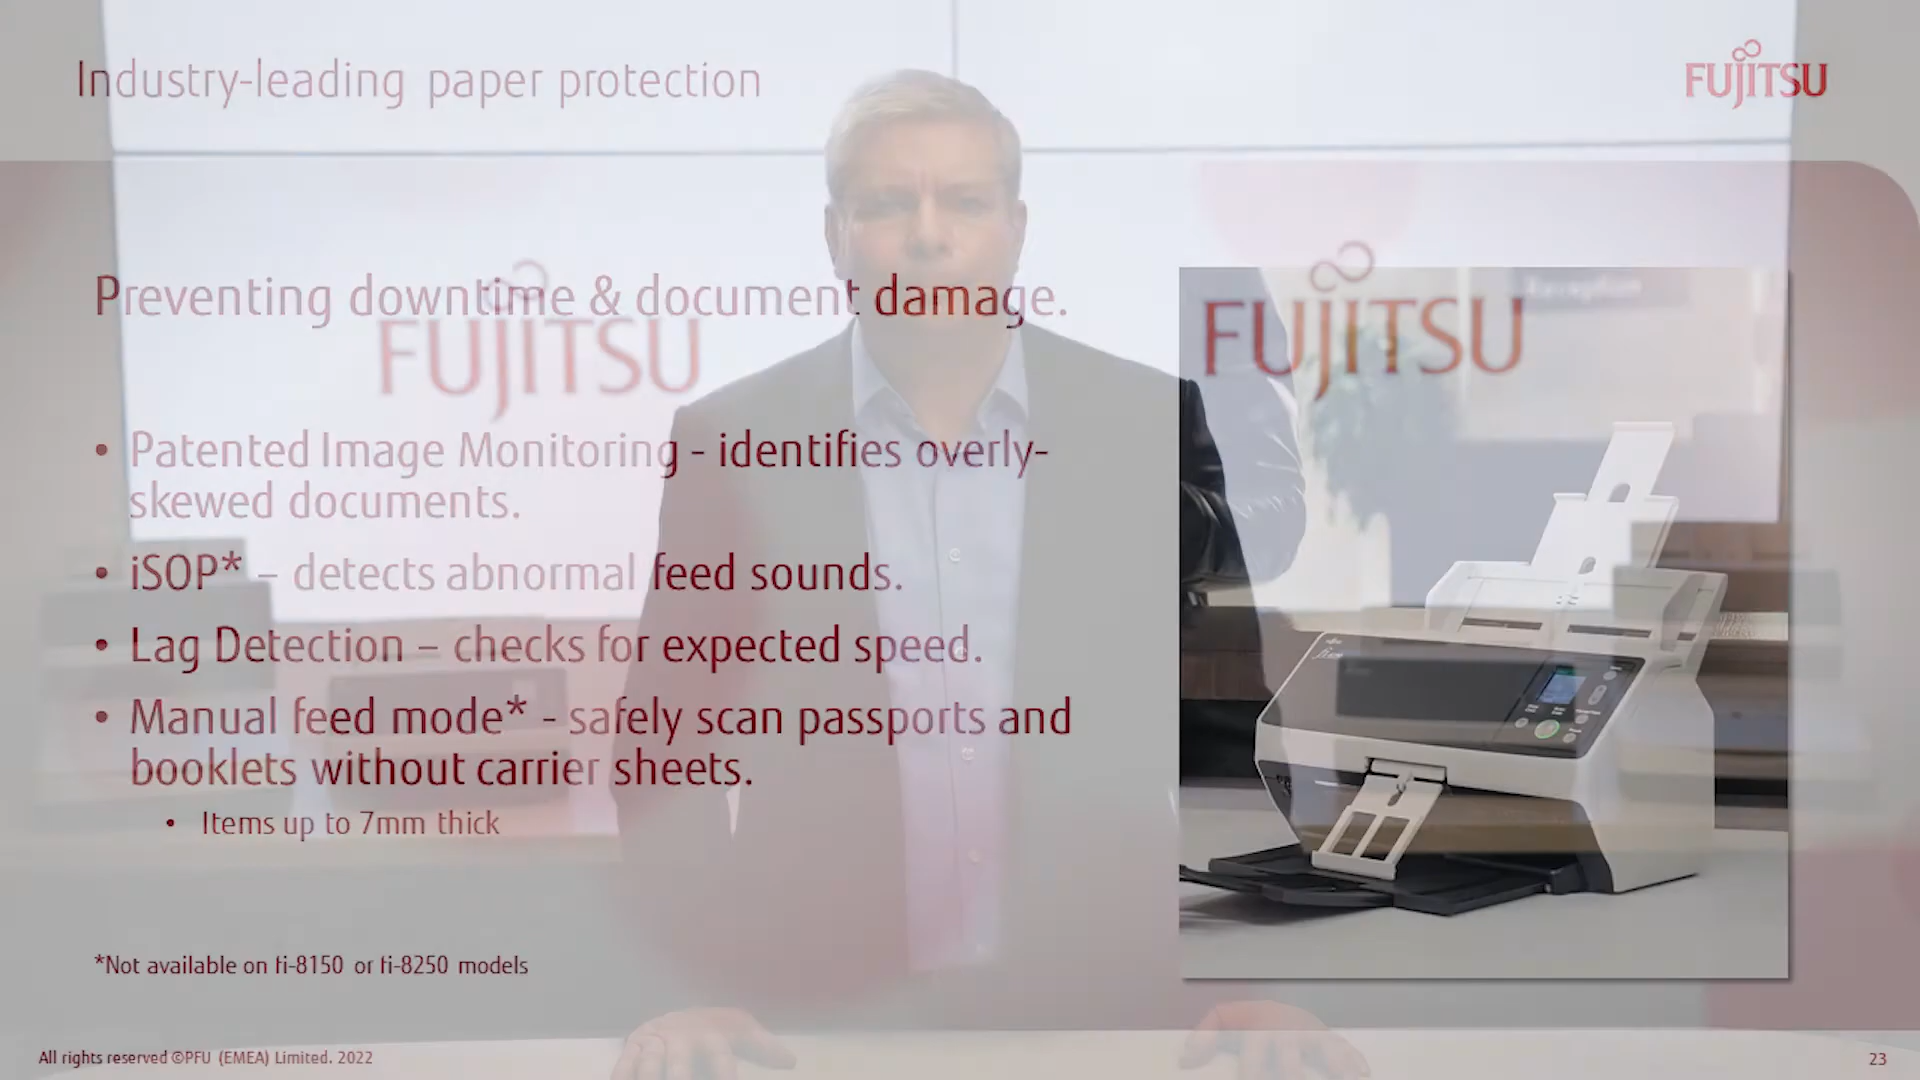 Industry-leading paper protection
FUJITSU
Preventing downtime & document damage.
FUJITSU
FUJITSU
• Patented Image Monitoring - identifies overly-
skewed documents.
• iSOP* – detects abnormal feed sounds.
• Lag Detection – checks for expected speed.
• Manual feed mode* - safely scan passports and
booklets without carrier sheets.
• Items up to 7mm thick
*Not available on fi-8150 or fi-8250 models
All rights reserved ©PFU (EMEA) Limited. 2022
23